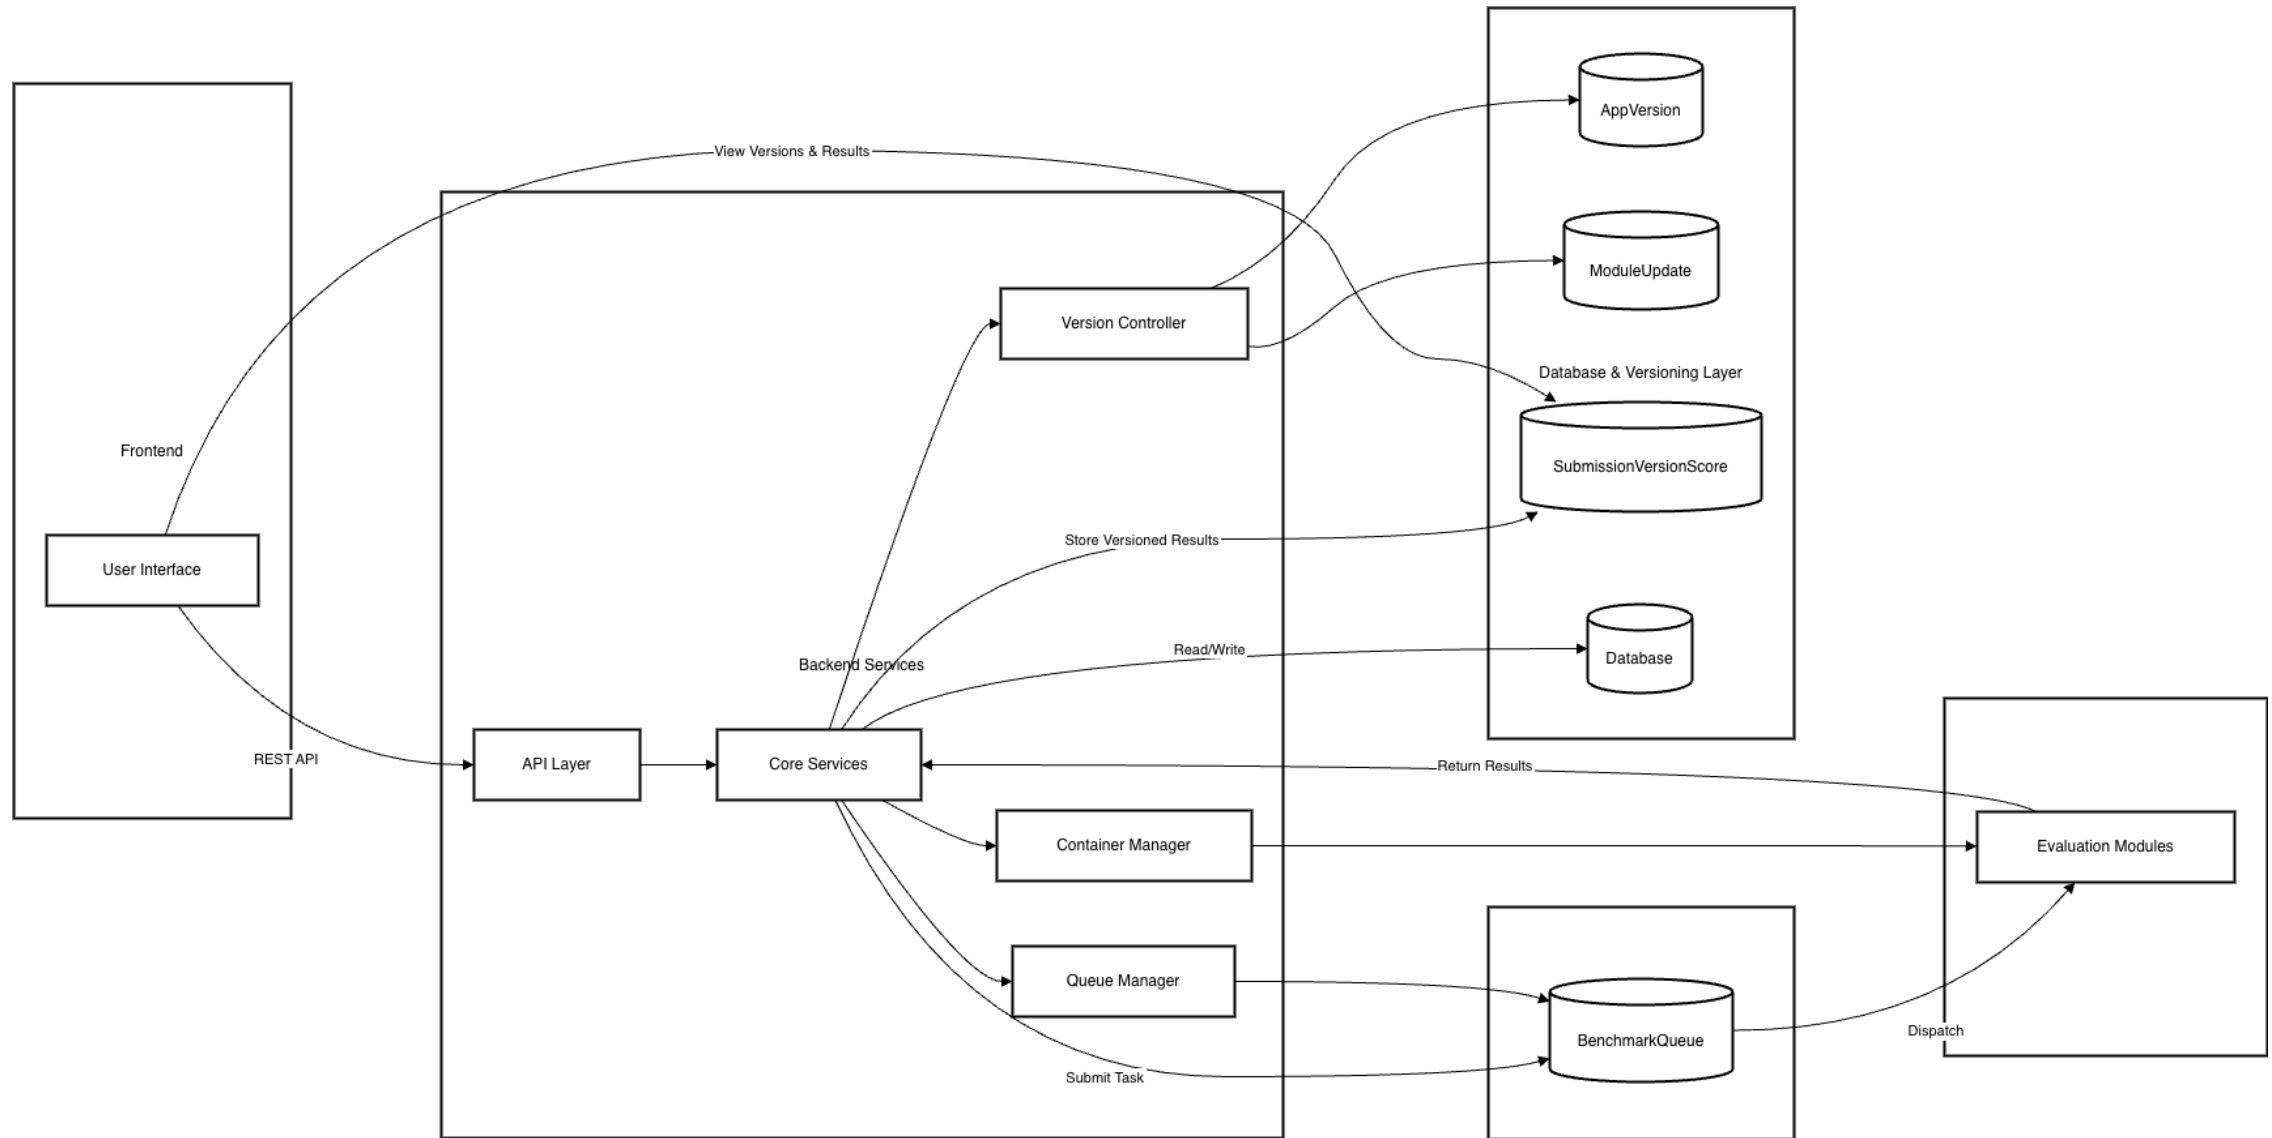 AppVersion
View Versions & Results
ModuleUpdate
Version Controller
Database & Versioning Layer
Frontend
SubmissionVersionScore
Store Versioned Results
User Interface
Read/Write
Database
Backend Services
REST API
API Layer
Core Services
Return Results
Container Manager
Evaluation Modules
Queue Manager
Dispatch
BenchmarkQueue
Submit Task